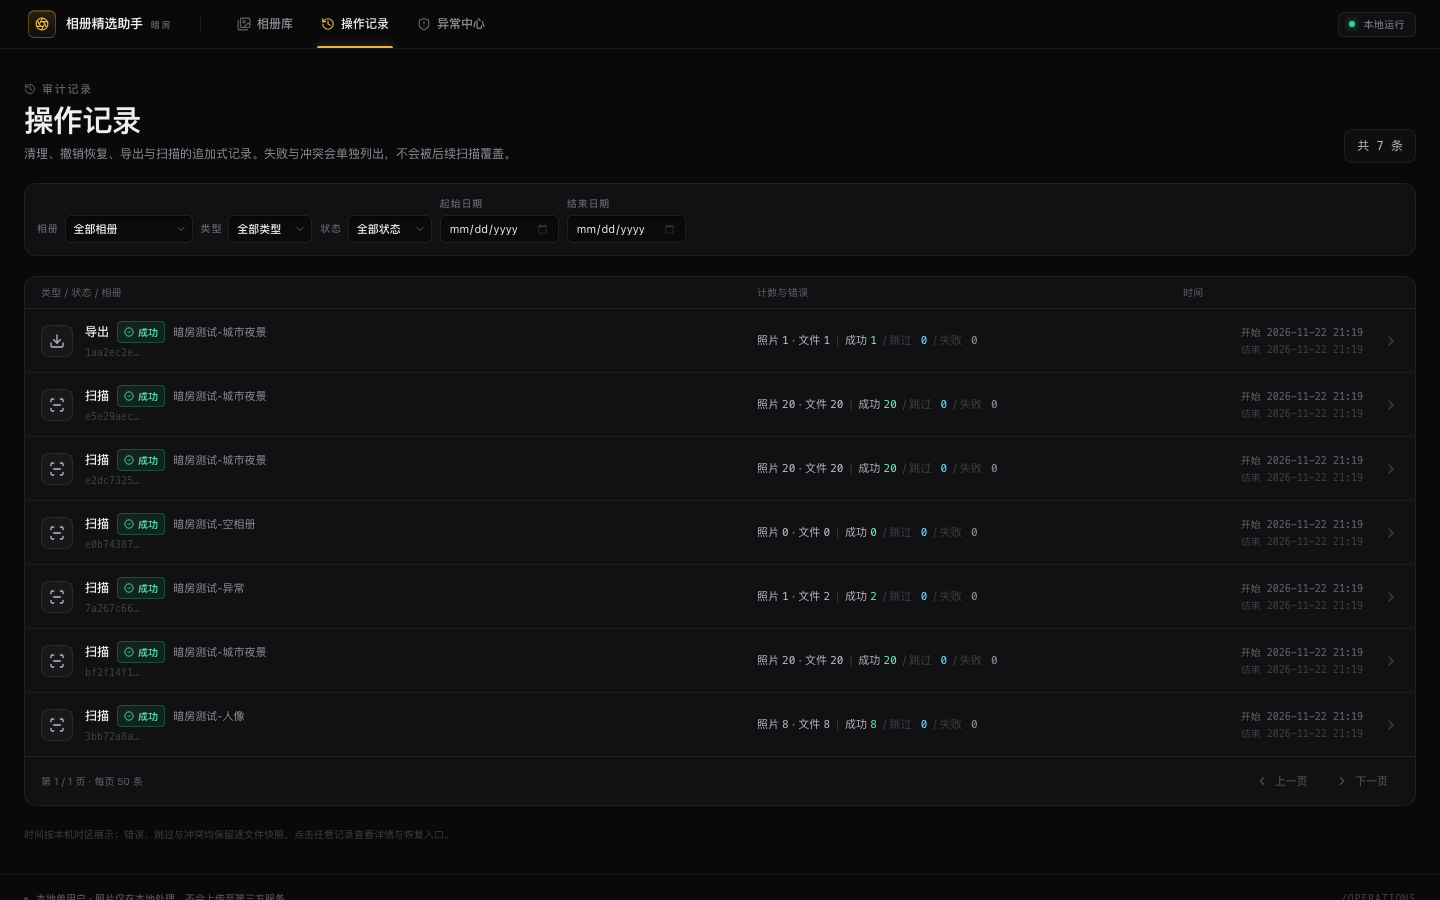 相册精选助手 暗房
相册库
操作记录
异常中心
本地运行
审计记录
操作记录
清理、撤销恢复、导出与扫描的追加式记录。失败与冲突会单独列出，不会被后续扫描覆盖。
共 7 条
相册 全部相册 类型 全部类型 状态 全部状态
起始日期 mm/dd/yyyy
结束日期 mm/dd/yyyy
类型 / 状态 / 相册 计数与错误 时间
导出 成功 暗房测试-城市夜景
1aa2ec2e…
照片 1 · 文件 1 | 成功 1 / 跳过 0 / 失败 0
开始 2026-11-22 21:19
结束 2026-11-22 21:19
扫描 成功 暗房测试-城市夜景
e5e29aec…
照片 20 · 文件 20 | 成功 20 / 跳过 0 / 失败 0
开始 2026-11-22 21:19
结束 2026-11-22 21:19
扫描 成功 暗房测试-城市夜景
e2dc7325…
照片 20 · 文件 20 | 成功 20 / 跳过 0 / 失败 0
开始 2026-11-22 21:19
结束 2026-11-22 21:19
扫描 成功 暗房测试-空相册
e0b74387…
照片 0 · 文件 0 | 成功 0 / 跳过 0 / 失败 0
开始 2026-11-22 21:19
结束 2026-11-22 21:19
扫描 成功 暗房测试-异常
7a267c66…
照片 1 · 文件 2 | 成功 2 / 跳过 0 / 失败 0
开始 2026-11-22 21:19
结束 2026-11-22 21:19
扫描 成功 暗房测试-城市夜景
bf2f14f1…
照片 20 · 文件 20 | 成功 20 / 跳过 0 / 失败 0
开始 2026-11-22 21:19
结束 2026-11-22 21:19
扫描 成功 暗房测试-人像
3bb72a8a…
照片 8 · 文件 8 | 成功 8 / 跳过 0 / 失败 0
开始 2026-11-22 21:19
结束 2026-11-22 21:19
第 1 / 1 页 · 每页 50 条
上一页 下一页
时间按本机时区展示；错误、跳过与冲突均保留逐文件快照。点击任意记录查看详情与恢复入口。
本地单用户 · 照片仅在本地处理，不会上传至第三方服务
/OPERATIONS